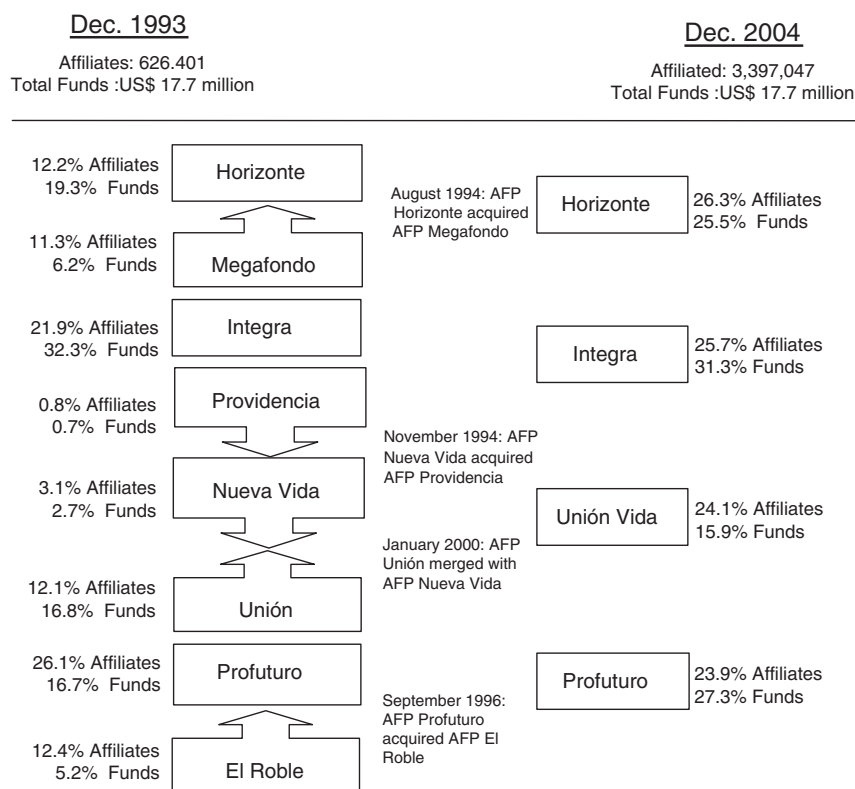 Dec. 1993
Affiliates: 626.401
Total Funds :US$ 17.7 million
Dec. 2004
Affiliated: 3,397,047
Total Funds :US$ 17.7 million
12.2% Affiliates
19.3% Funds
Horizonte
11.3% Affiliates
6.2% Funds
Megafondo
August 1994: AFP
Horizonte acquired
AFP Megafondo
Horizonte
26.3% Affiliates
25.5% Funds
21.9% Affiliates
32.3% Funds
Integra
Integra
25.7% Affiliates
31.3% Funds
0.8% Affiliates
0.7% Funds
Providencia
November 1994: AFP
Nueva Vida acquired
AFP Providencia
3.1% Affiliates
2.7% Funds
Nueva Vida
Unión Vida
24.1% Affiliates
15.9% Funds
January 2000: AFP
Unión merged with
AFP Nueva Vida
12.1% Affiliates
16.8% Funds
Unión
26.1% Affiliates
16.7% Funds
Profuturo
Profuturo
23.9% Affiliates
27.3% Funds
September 1996:
AFP Profuturo
acquired AFP El
Roble
12.4% Affiliates
5.2% Funds
El Roble